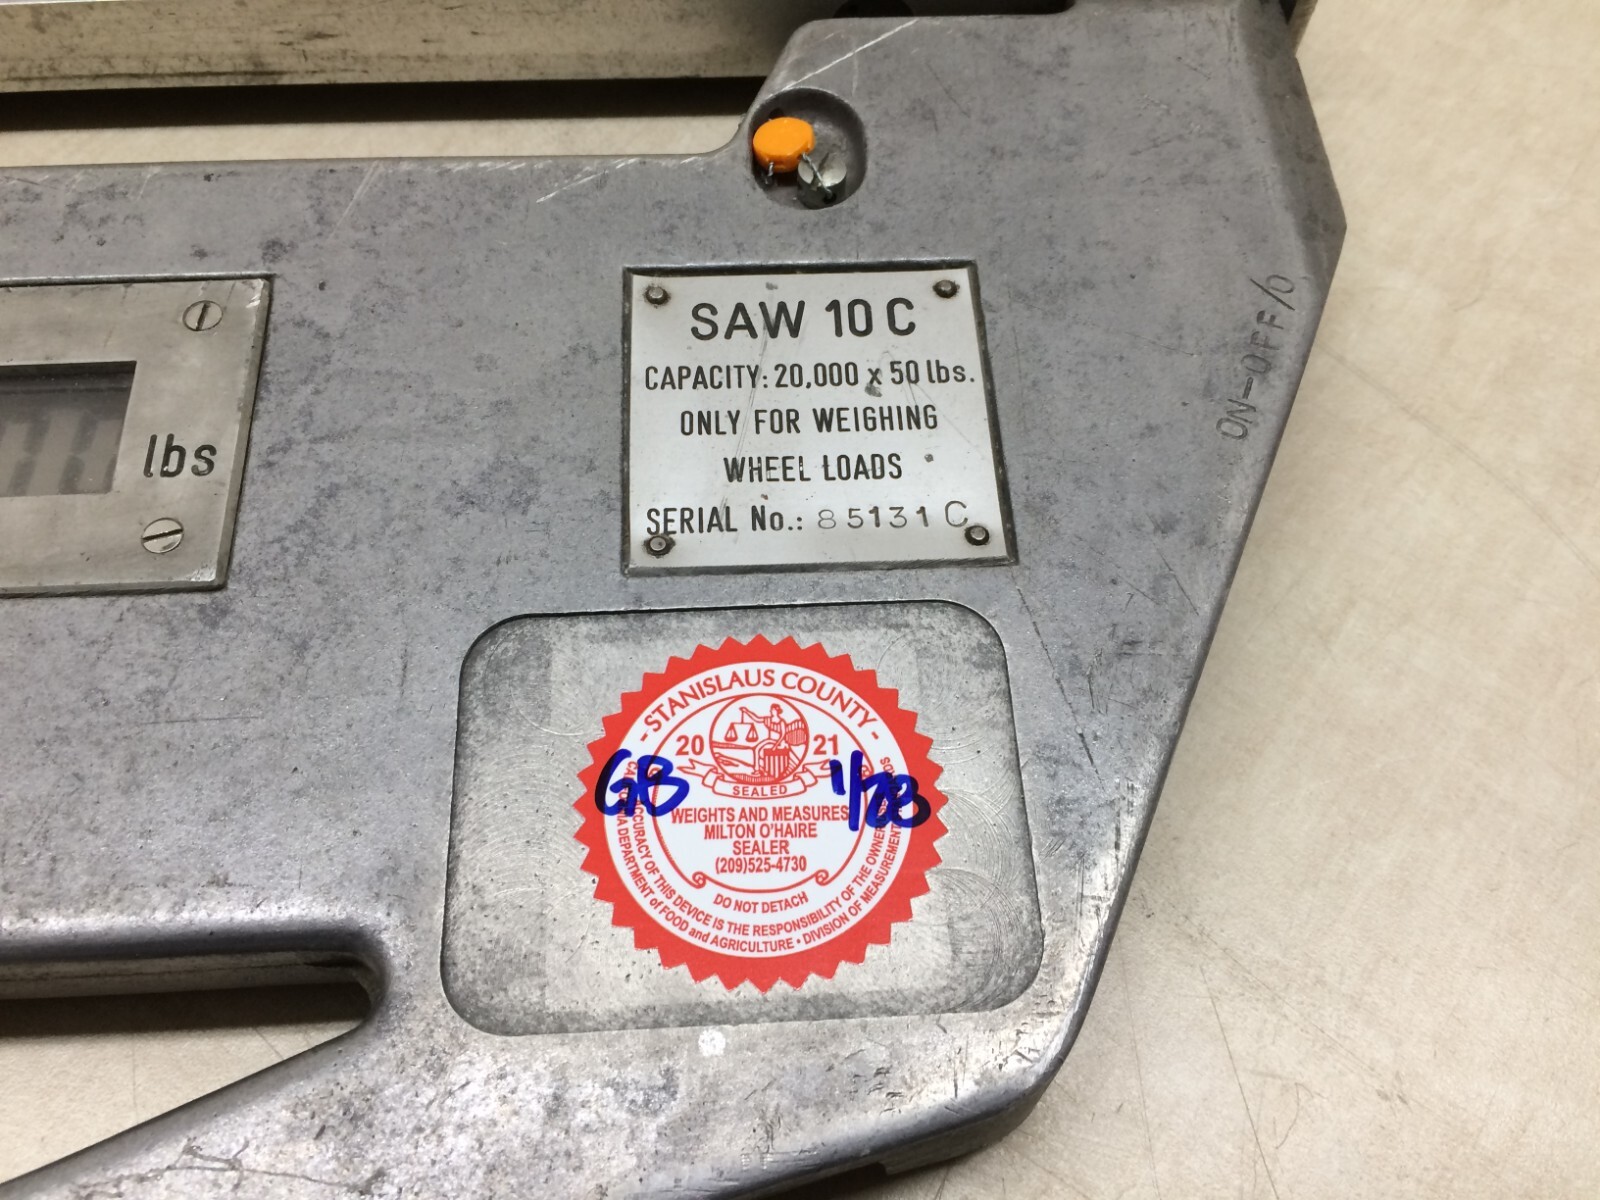 lbs
SAW 10 C
CAPACITY: 20,000 x 50 lbs.
ONLY FOR WEIGHING
WHEEL LOADS
SERIAL No.: 85131 C
ON-OFF/0
- STANISLAUS COUNTY -
20 21
SEALED
GB
WEIGHTS AND MEASURES
MILTON O'HAIRE
SEALER
(209)525-4730
DO NOT DETACH
ACCURACY OF THIS DEVICE IS THE RESPONSIBILITY OF THE OWNER
CALIFORNIA DEPARTMENT of FOOD and AGRICULTURE • DIVISION OF MEASUREMENT